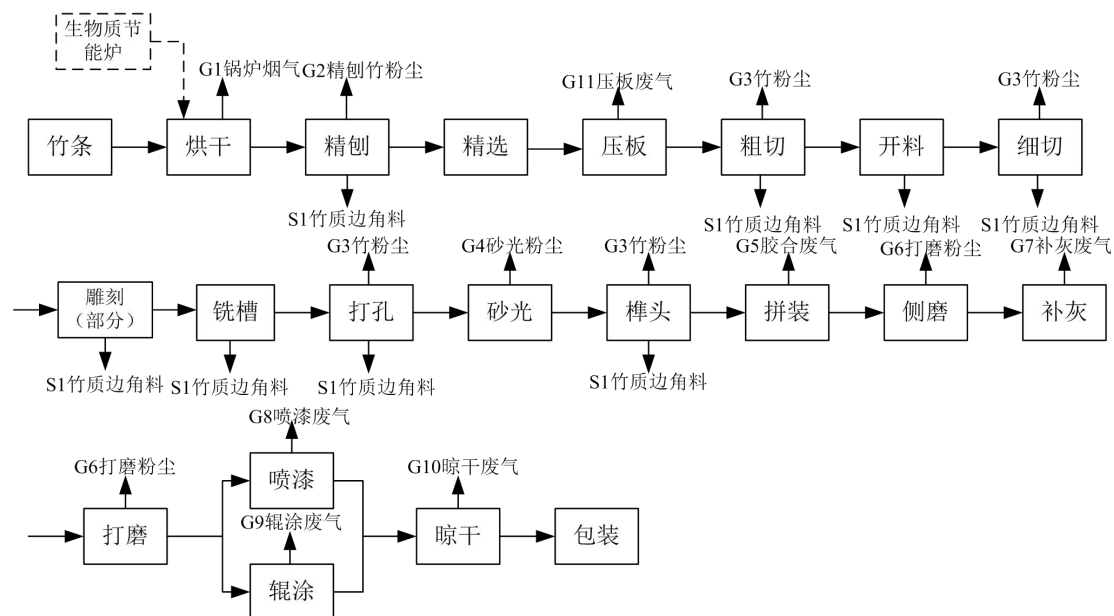 生物质节
能炉
G1锅炉烟气
G2精刨竹粉尘
G11压板废气
G3竹粉尘
G3竹粉尘
竹条
烘干
精刨
精选
压板
粗切
开料
细切
S1竹质边角料
S1竹质边角料
S1竹质边角料
S1竹质边角料
G3竹粉尘
G4砂光粉尘
G3竹粉尘
G5胶合废气
G6打磨粉尘
G7补灰废气
雕刻
（部分）
铣槽
打孔
砂光
榫头
拼装
侧磨
补灰
S1竹质边角料
S1竹质边角料
S1竹质边角料
S1竹质边角料
G8喷漆废气
G6打磨粉尘
喷漆
G10晾干废气
G9辊涂废气
打磨
晾干
包装
辊涂